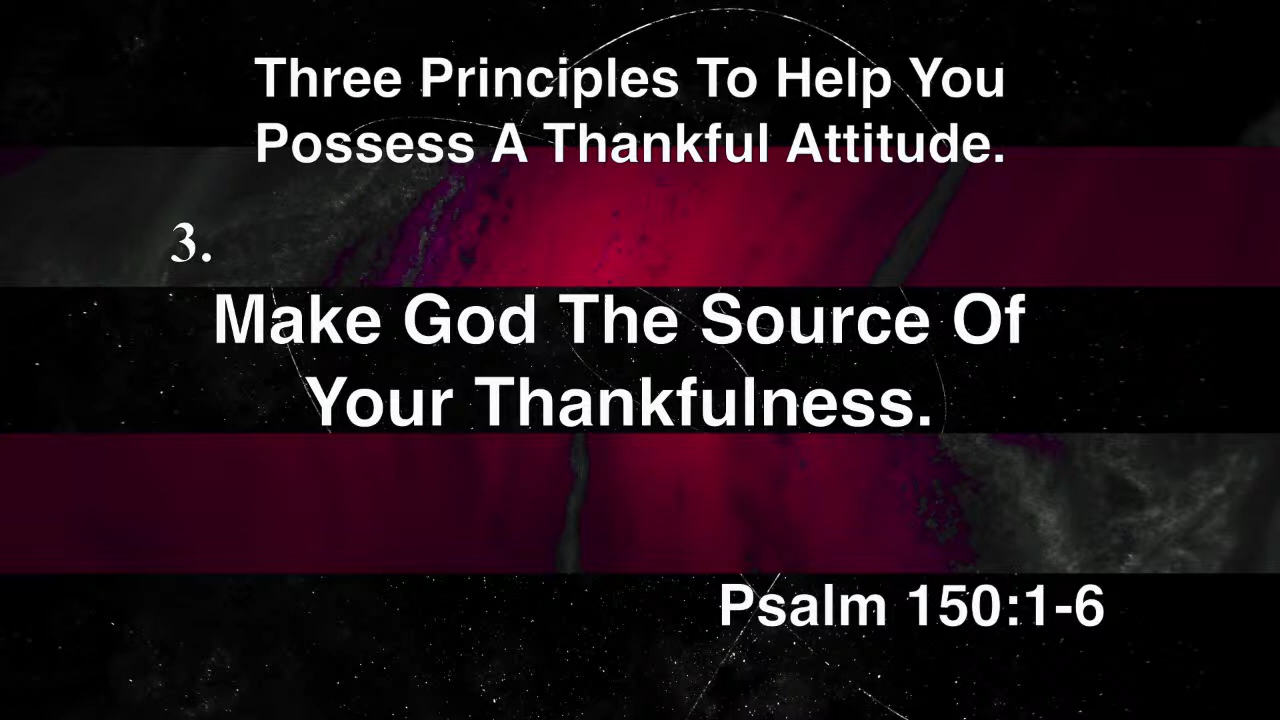 Three Principles To Help You
Possess A Thankful Attitude.
3.
Make God The Source Of
Your Thankfulness.
Psalm 150:1-6